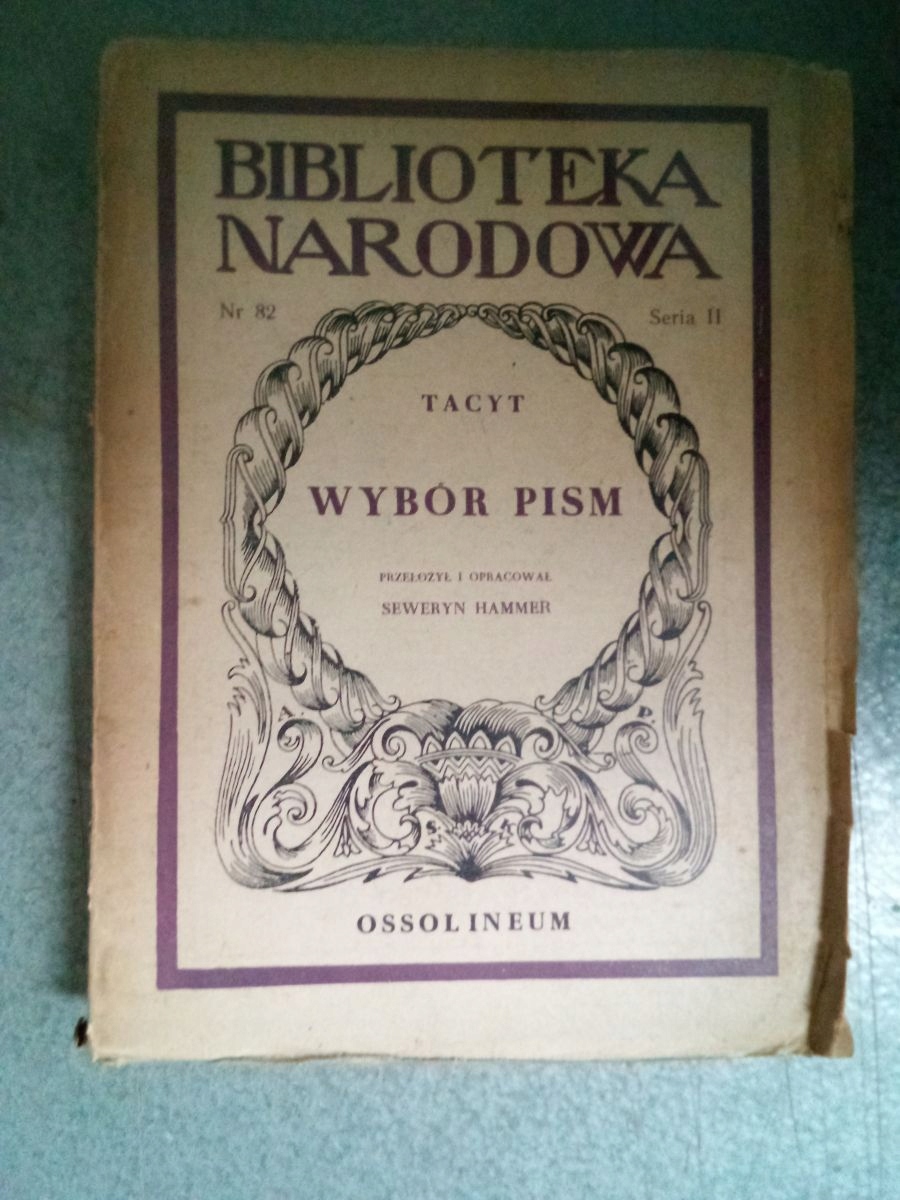 BIBLIOTEKA
NARODOWA
Nr 82
Seria II
TACYT
WYBÓR PISM
PRZEŁOŻYŁ I OPRACOWAŁ
SEWERYN HAMMER
A. P.
S. K.
OSSOLINEUM